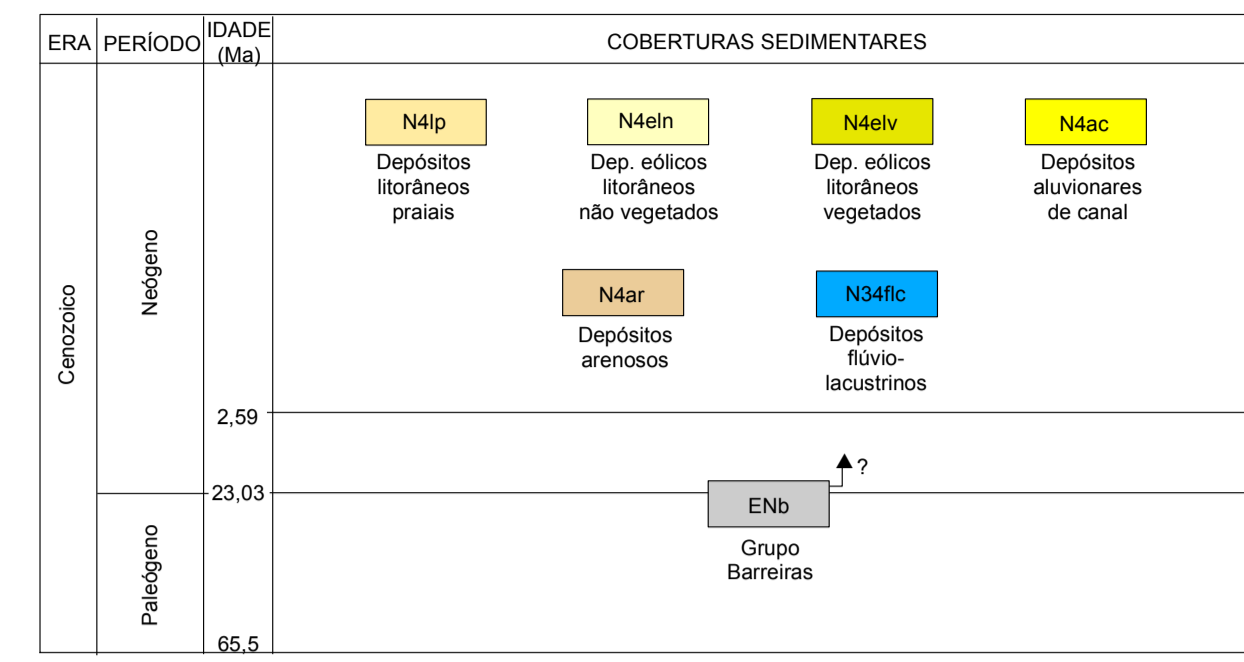 ERA
PERÍODO
IDADE
(Ma)
COBERTURAS SEDIMENTARES
N4lp
Depósitos
litorâneos
praiais
N4eln
Dep. eólicos
litorâneos
não vegetados
N4elv
Dep. eólicos
litorâneos
vegetados
N4ac
Depósitos
aluvionares
de canal
Cenozoico
Neógeno
N4ar
Depósitos
arenosos
N34flc
Depósitos
flúvio-
lacustrinos
2,59
?
23,03
ENb
Grupo
Barreiras
Paleógeno
65,5